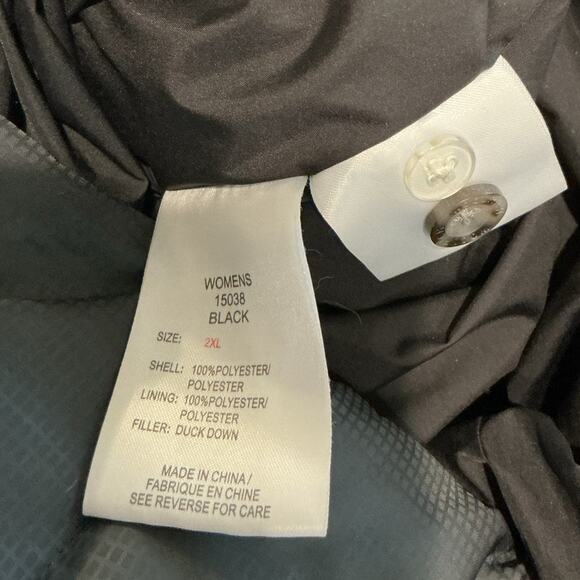 WOMENS
15038
BLACK
SIZE: 2XL
SHELL: 100%POLYESTER/
POLYESTER
LINING: 100%POLYESTER/
POLYESTER
FILLER: DUCK DOWN
MADE IN CHINA/
FABRIQUE EN CHINE
SEE REVERSE FOR CARE